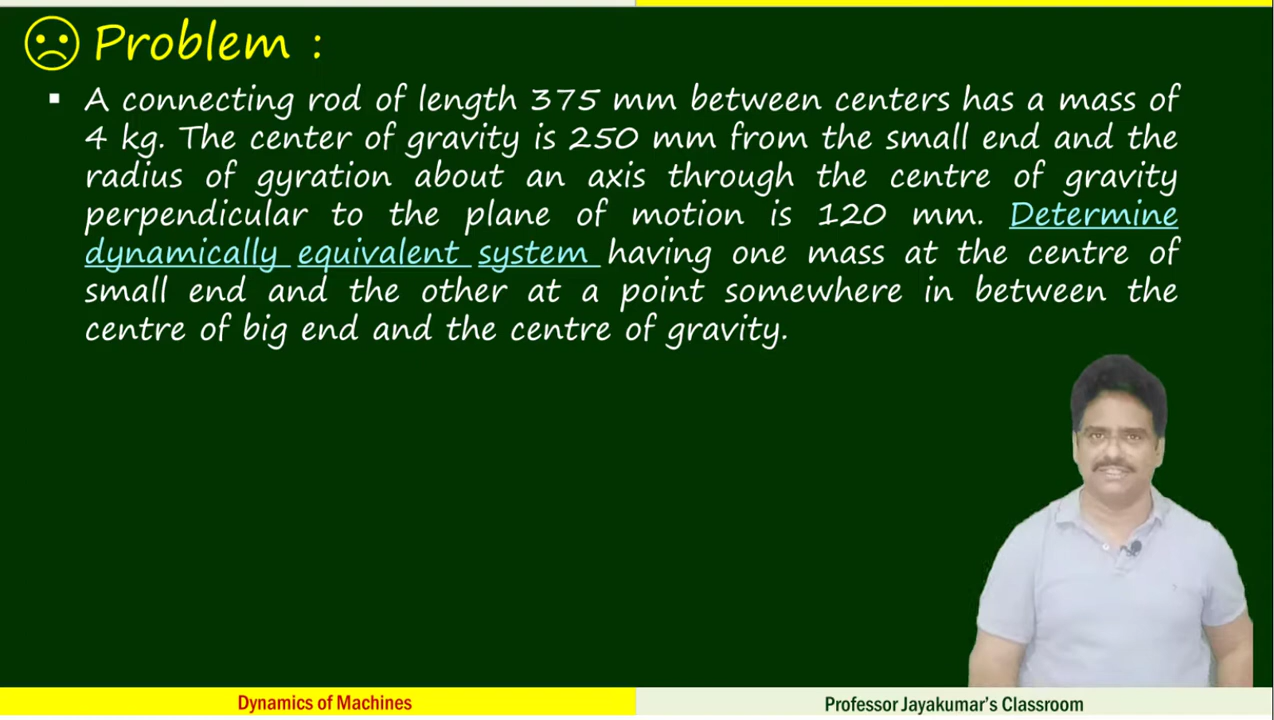 Problem :
▪ A connecting rod of length 375 mm between centers has a mass of
4 kg. The center of gravity is 250 mm from the small end and the
radius of gyration about an axis through the centre of gravity
perpendicular to the plane of motion is 120 mm. Determine
dynamically equivalent system having one mass at the centre of
small end and the other at a point somewhere in between the
centre of big end and the centre of gravity.
Dynamics of Machines
Professor Jayakumar's Classroom